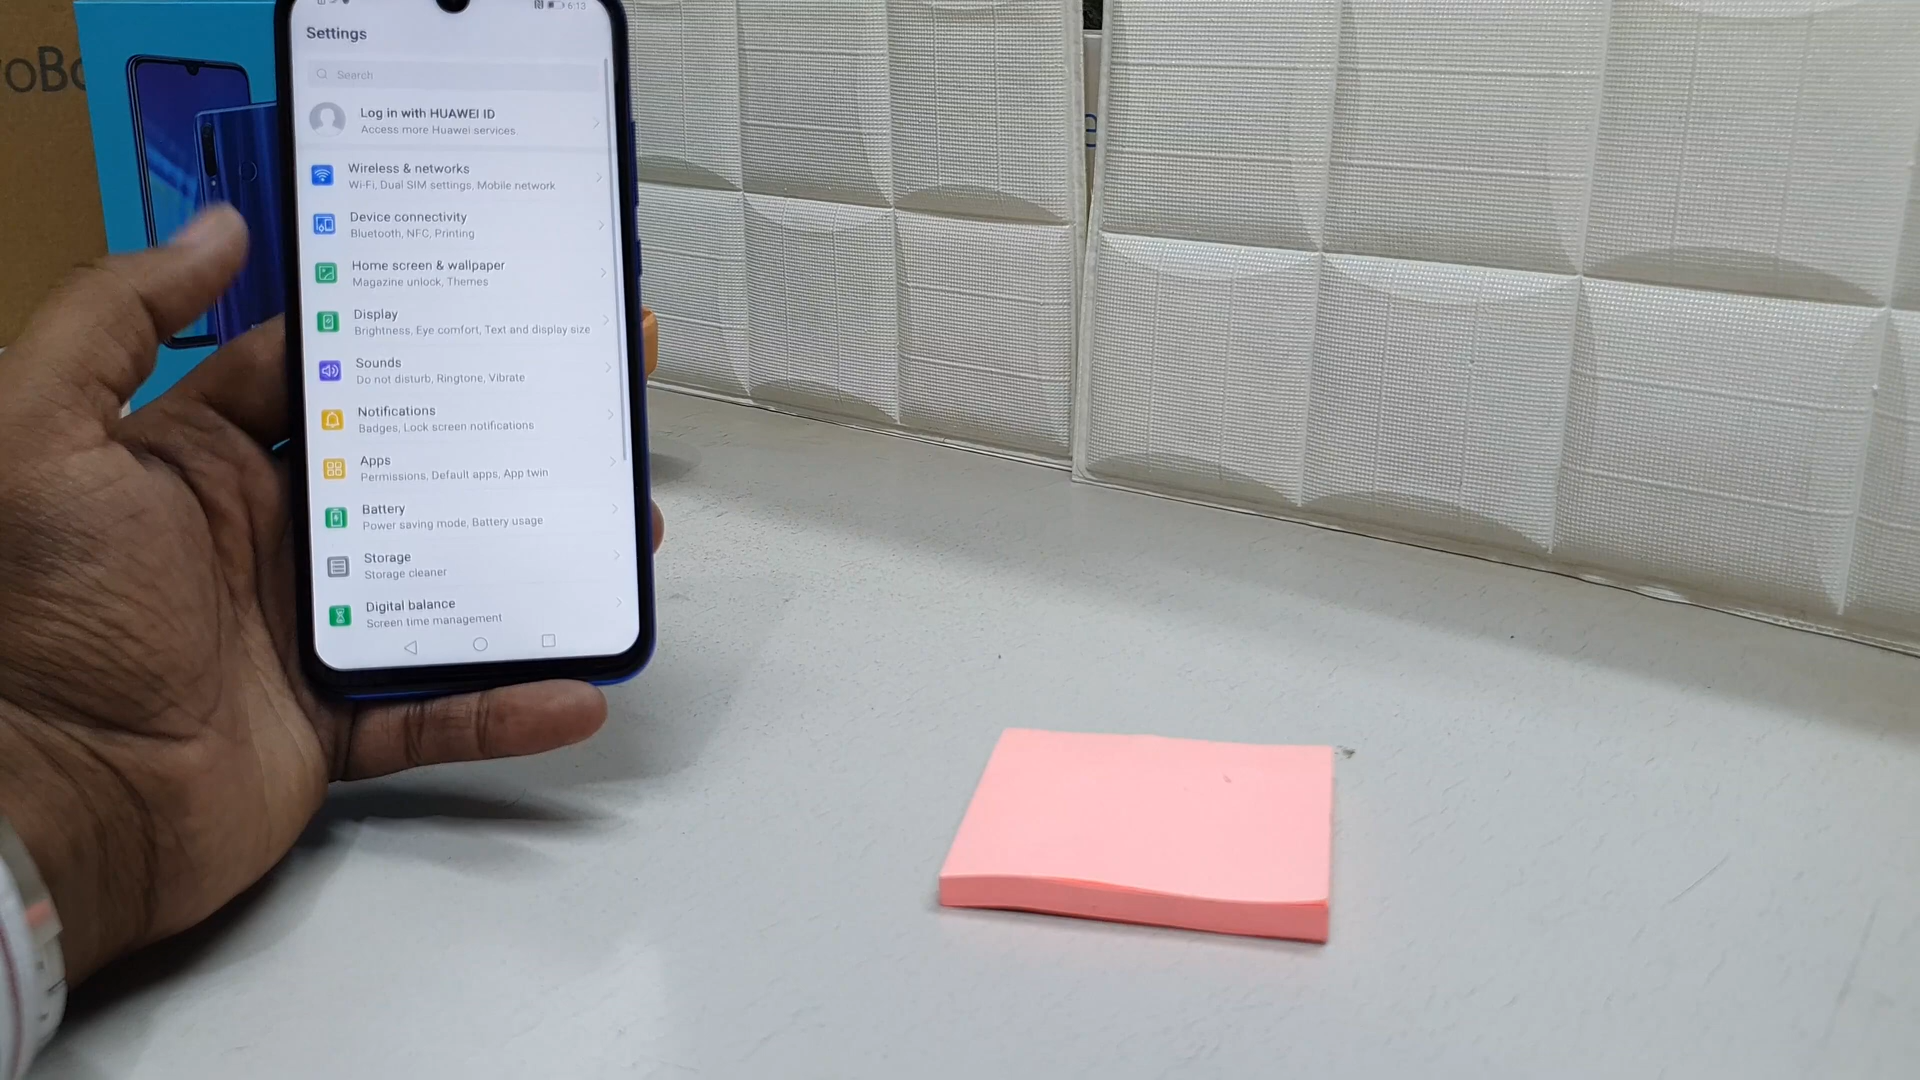 6:13
Settings
Search
Log in with HUAWEI ID
Access more Huawei services
Wireless & networks
Wi-Fi, Dual SIM settings, Mobile network
Device connectivity
Bluetooth, NFC, Printing
Home screen & wallpaper
Magazine unlock, Themes
Display
Brightness, Eye comfort, Text and display size
Sounds
Do not disturb, Ringtone, Vibrate
Notifications
Badges, Lock screen notifications
Apps
Permissions, Default apps, App twin
Battery
Power saving mode, Battery usage
Storage
Storage cleaner
Digital balance
Screen time management